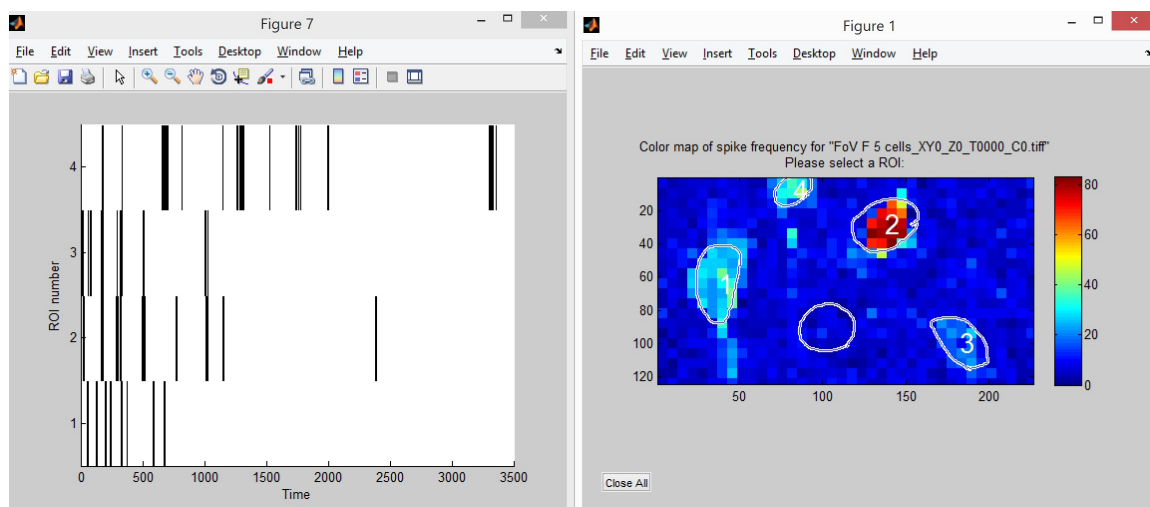 Figure 7
File Edit View Insert Tools Desktop Window Help
4
3
2
1
ROI number
0 500 1000 1500 2000 2500 3000 3500
Time
Figure 1
File Edit View Insert Tools Desktop Window Help
Color map of spike frequency for "FoV F 5 cells_XY0_Z0_T0000_C0.tiff"
Please select a ROI:
20
40
60
80
100
120
50 100 150 200
4
2
1
3
80
60
40
20
0
Close All